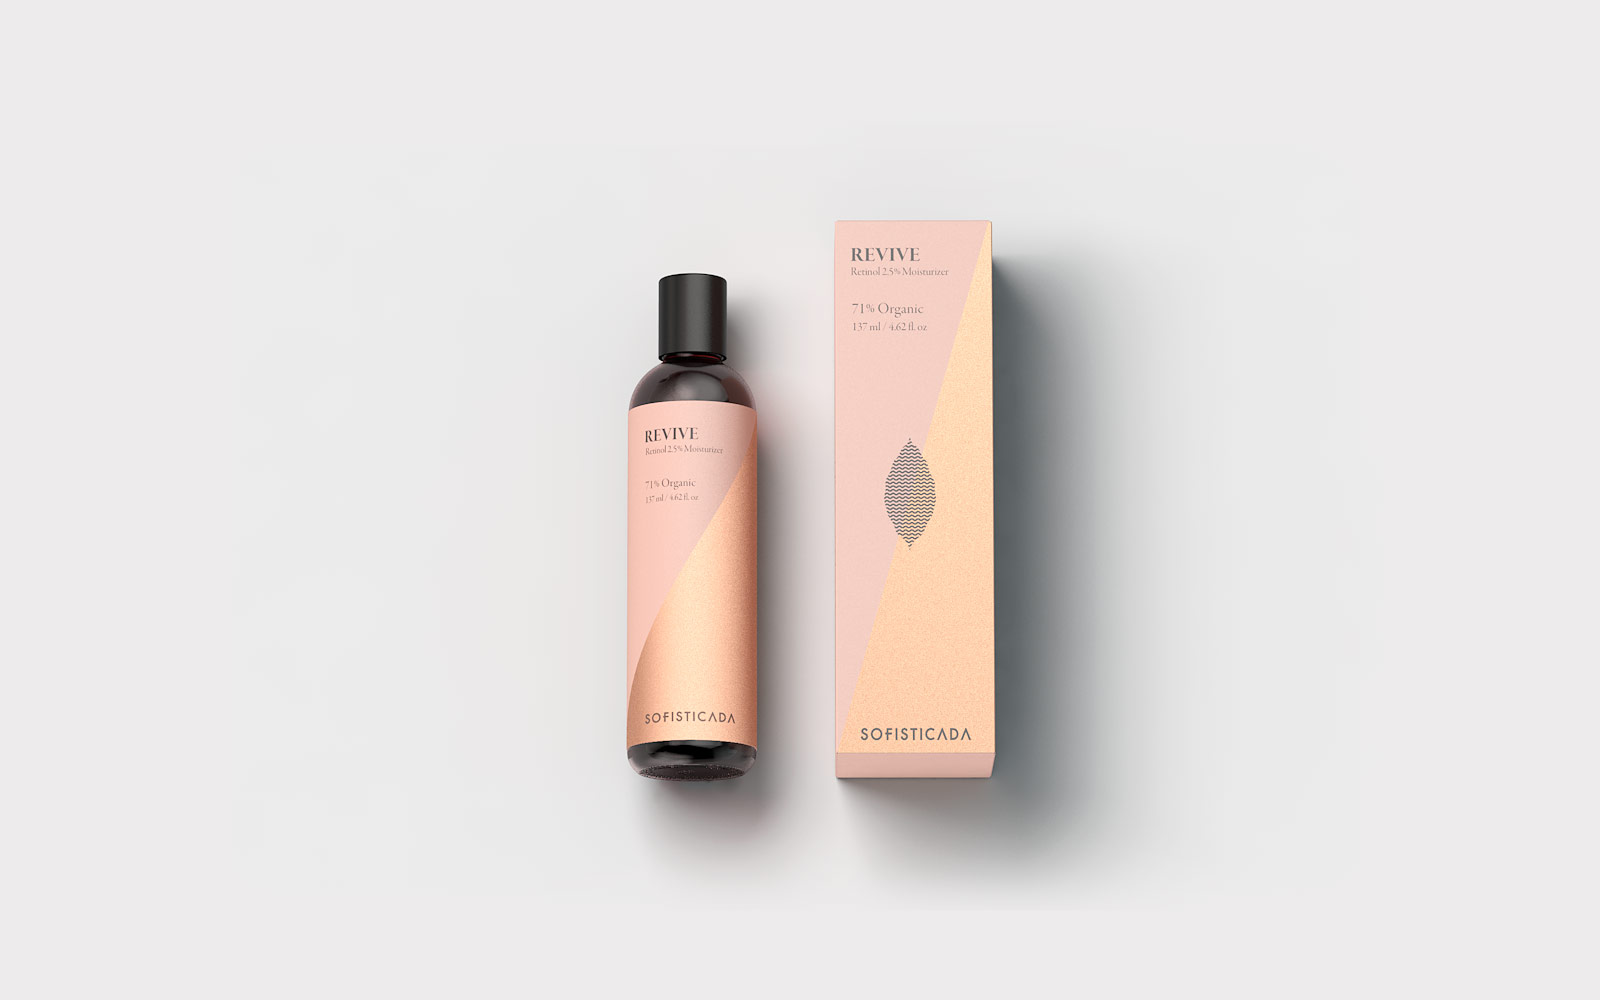 REVIVE
Retinol 2.5% Moisturizer
71% Organic
137 ml / 4.62 fl. oz
SOFISTICADA
REVIVE
Retinol 2.5% Moisturizer
71% Organic
137 ml / 4.62 fl. oz
SOFISTICADA